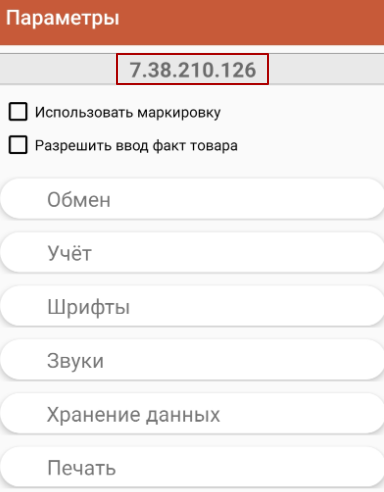 Параметры
7.38.210.126
Использовать маркировку
Разрешить ввод факт товара
Обмен
Учёт
Шрифты
Звуки
Хранение данных
Печать